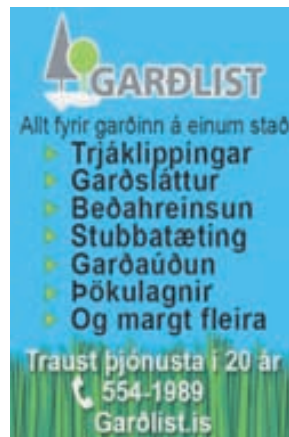 GARÐLIST
Allt fyrir garðinn á einum stað
Trjáklippingar
Garðsláttur
Beðahreinsun
Stubbatæting
Garðaúðun
Þökulagnir
Og margt fleira
Traust þjónusta í 20 ár
554-1989
Garðlist.is